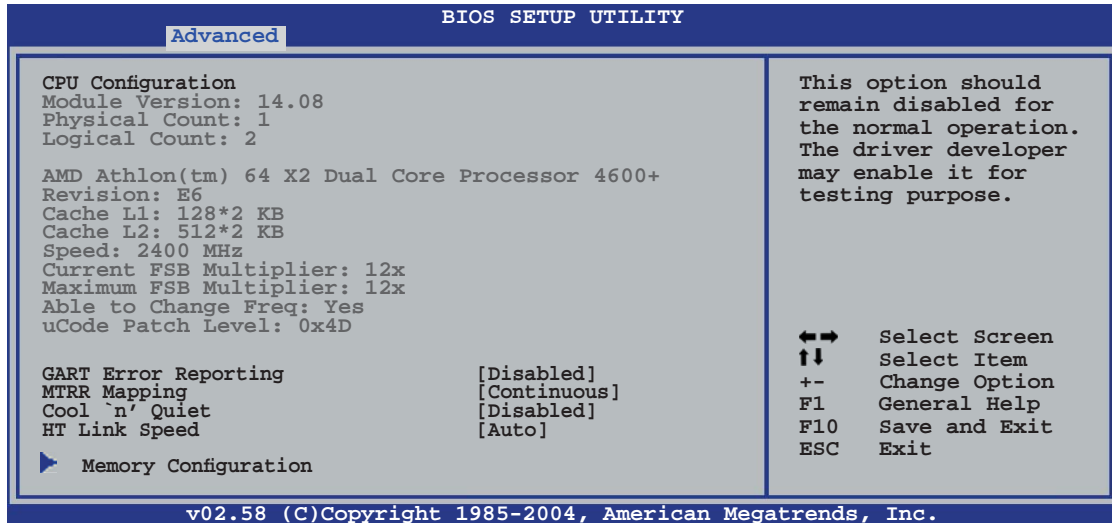 BIOS SETUP UTILITY
Advanced
CPU Configuration
Module Version: 14.08
Physical Count: 1
Logical Count: 2
AMD Athlon(tm) 64 X2 Dual Core Processor 4600+
Revision: E6
Cache L1: 128*2 KB
Cache L2: 512*2 KB
Speed: 2400 MHz
Current FSB Multiplier: 12x
Maximum FSB Multiplier: 12x
Able to Change Freq: Yes
uCode Patch Level: 0x4D
GART Error Reporting [Disabled]
MTRR Mapping [Continuous]
Cool `n’ Quiet [Disabled]
HT Link Speed [Auto]
Memory Configuration
This option should
remain disabled for
the normal operation.
The driver developer
may enable it for
testing purpose.
←→ Select Screen
↑↓ Select Item
+- Change Option
F1 General Help
F10 Save and Exit
ESC Exit
v02.58 (C)Copyright 1985-2004, American Megatrends, Inc.